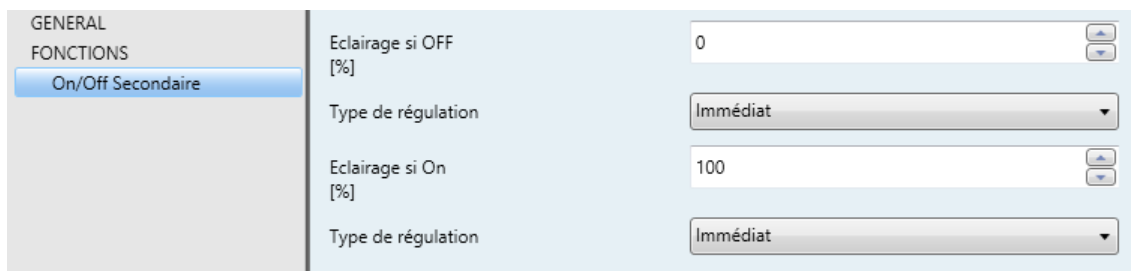 GENERAL
FONCTIONS
On/Off Secondaire
Eclairage si OFF
[%]
0
Type de régulation
Immédiat
Eclairage si On
[%]
100
Type de régulation
Immédiat